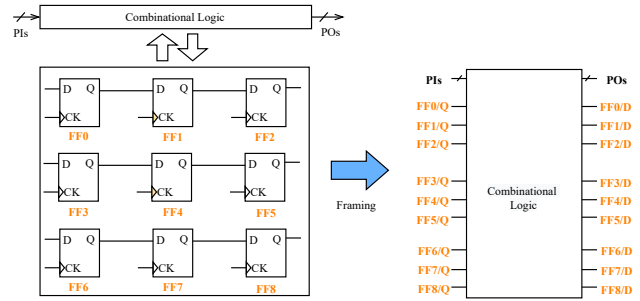 Combinational Logic
PIs
POs
D Q D Q D Q
CK CK CK
FF0 FF1 FF2
D Q D Q D Q
CK CK CK
FF3 FF4 FF5
D Q D Q D Q
CK CK CK
FF6 FF7 FF8
Framing
PIs
POs
FF0/Q
FF1/Q
FF2/Q
FF3/Q
FF4/Q
FF5/Q
FF6/Q
FF7/Q
FF8/Q
Combinational
Logic
FF0/D
FF1/D
FF2/D
FF3/D
FF4/D
FF5/D
FF6/D
FF7/D
FF8/D